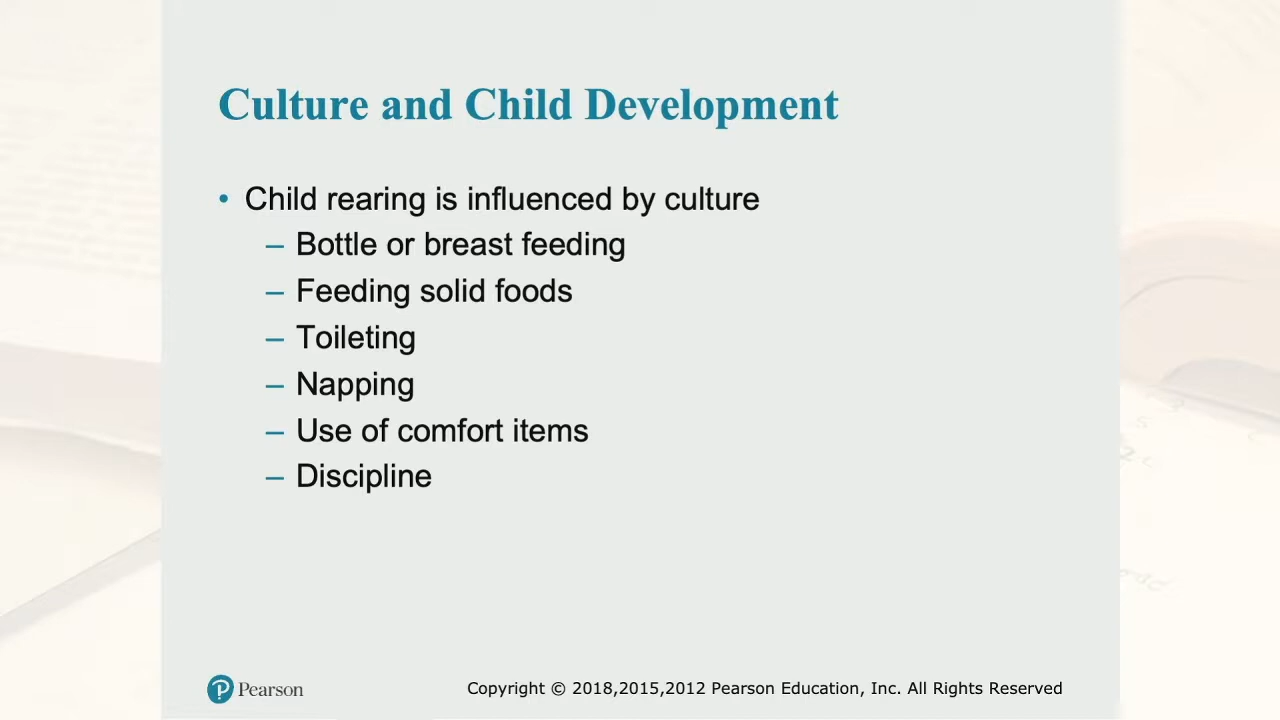 Culture and Child Development
• Child rearing is influenced by culture
– Bottle or breast feeding
– Feeding solid foods
– Toileting
– Napping
– Use of comfort items
– Discipline
Pearson
Copyright © 2018,2015,2012 Pearson Education, Inc. All Rights Reserved